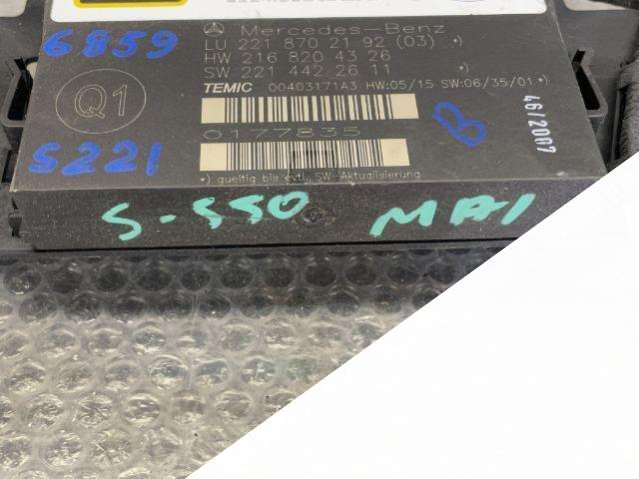 6859
Mercedes-Benz
LU 221 870 21 92 (03) *)
HW 216 820 43 26
SW 221 442 26 11 *)
TEMIC 00403171A3 HW:05/15 SW:06/35/01 *)
Q1
0177835
46/2007
B
S221
*) gueltig bis evtl. SW-Aktualisierung
S-550 MAI